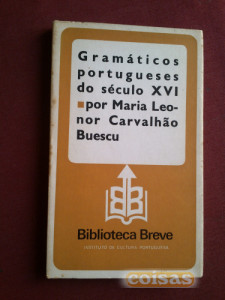 Gramáticos
portugueses
do século XVI
por Maria Leo-
nor Carvalhão
Buescu
Biblioteca Breve
INSTITUTO DE CULTURA PORTUGUESA
coisas